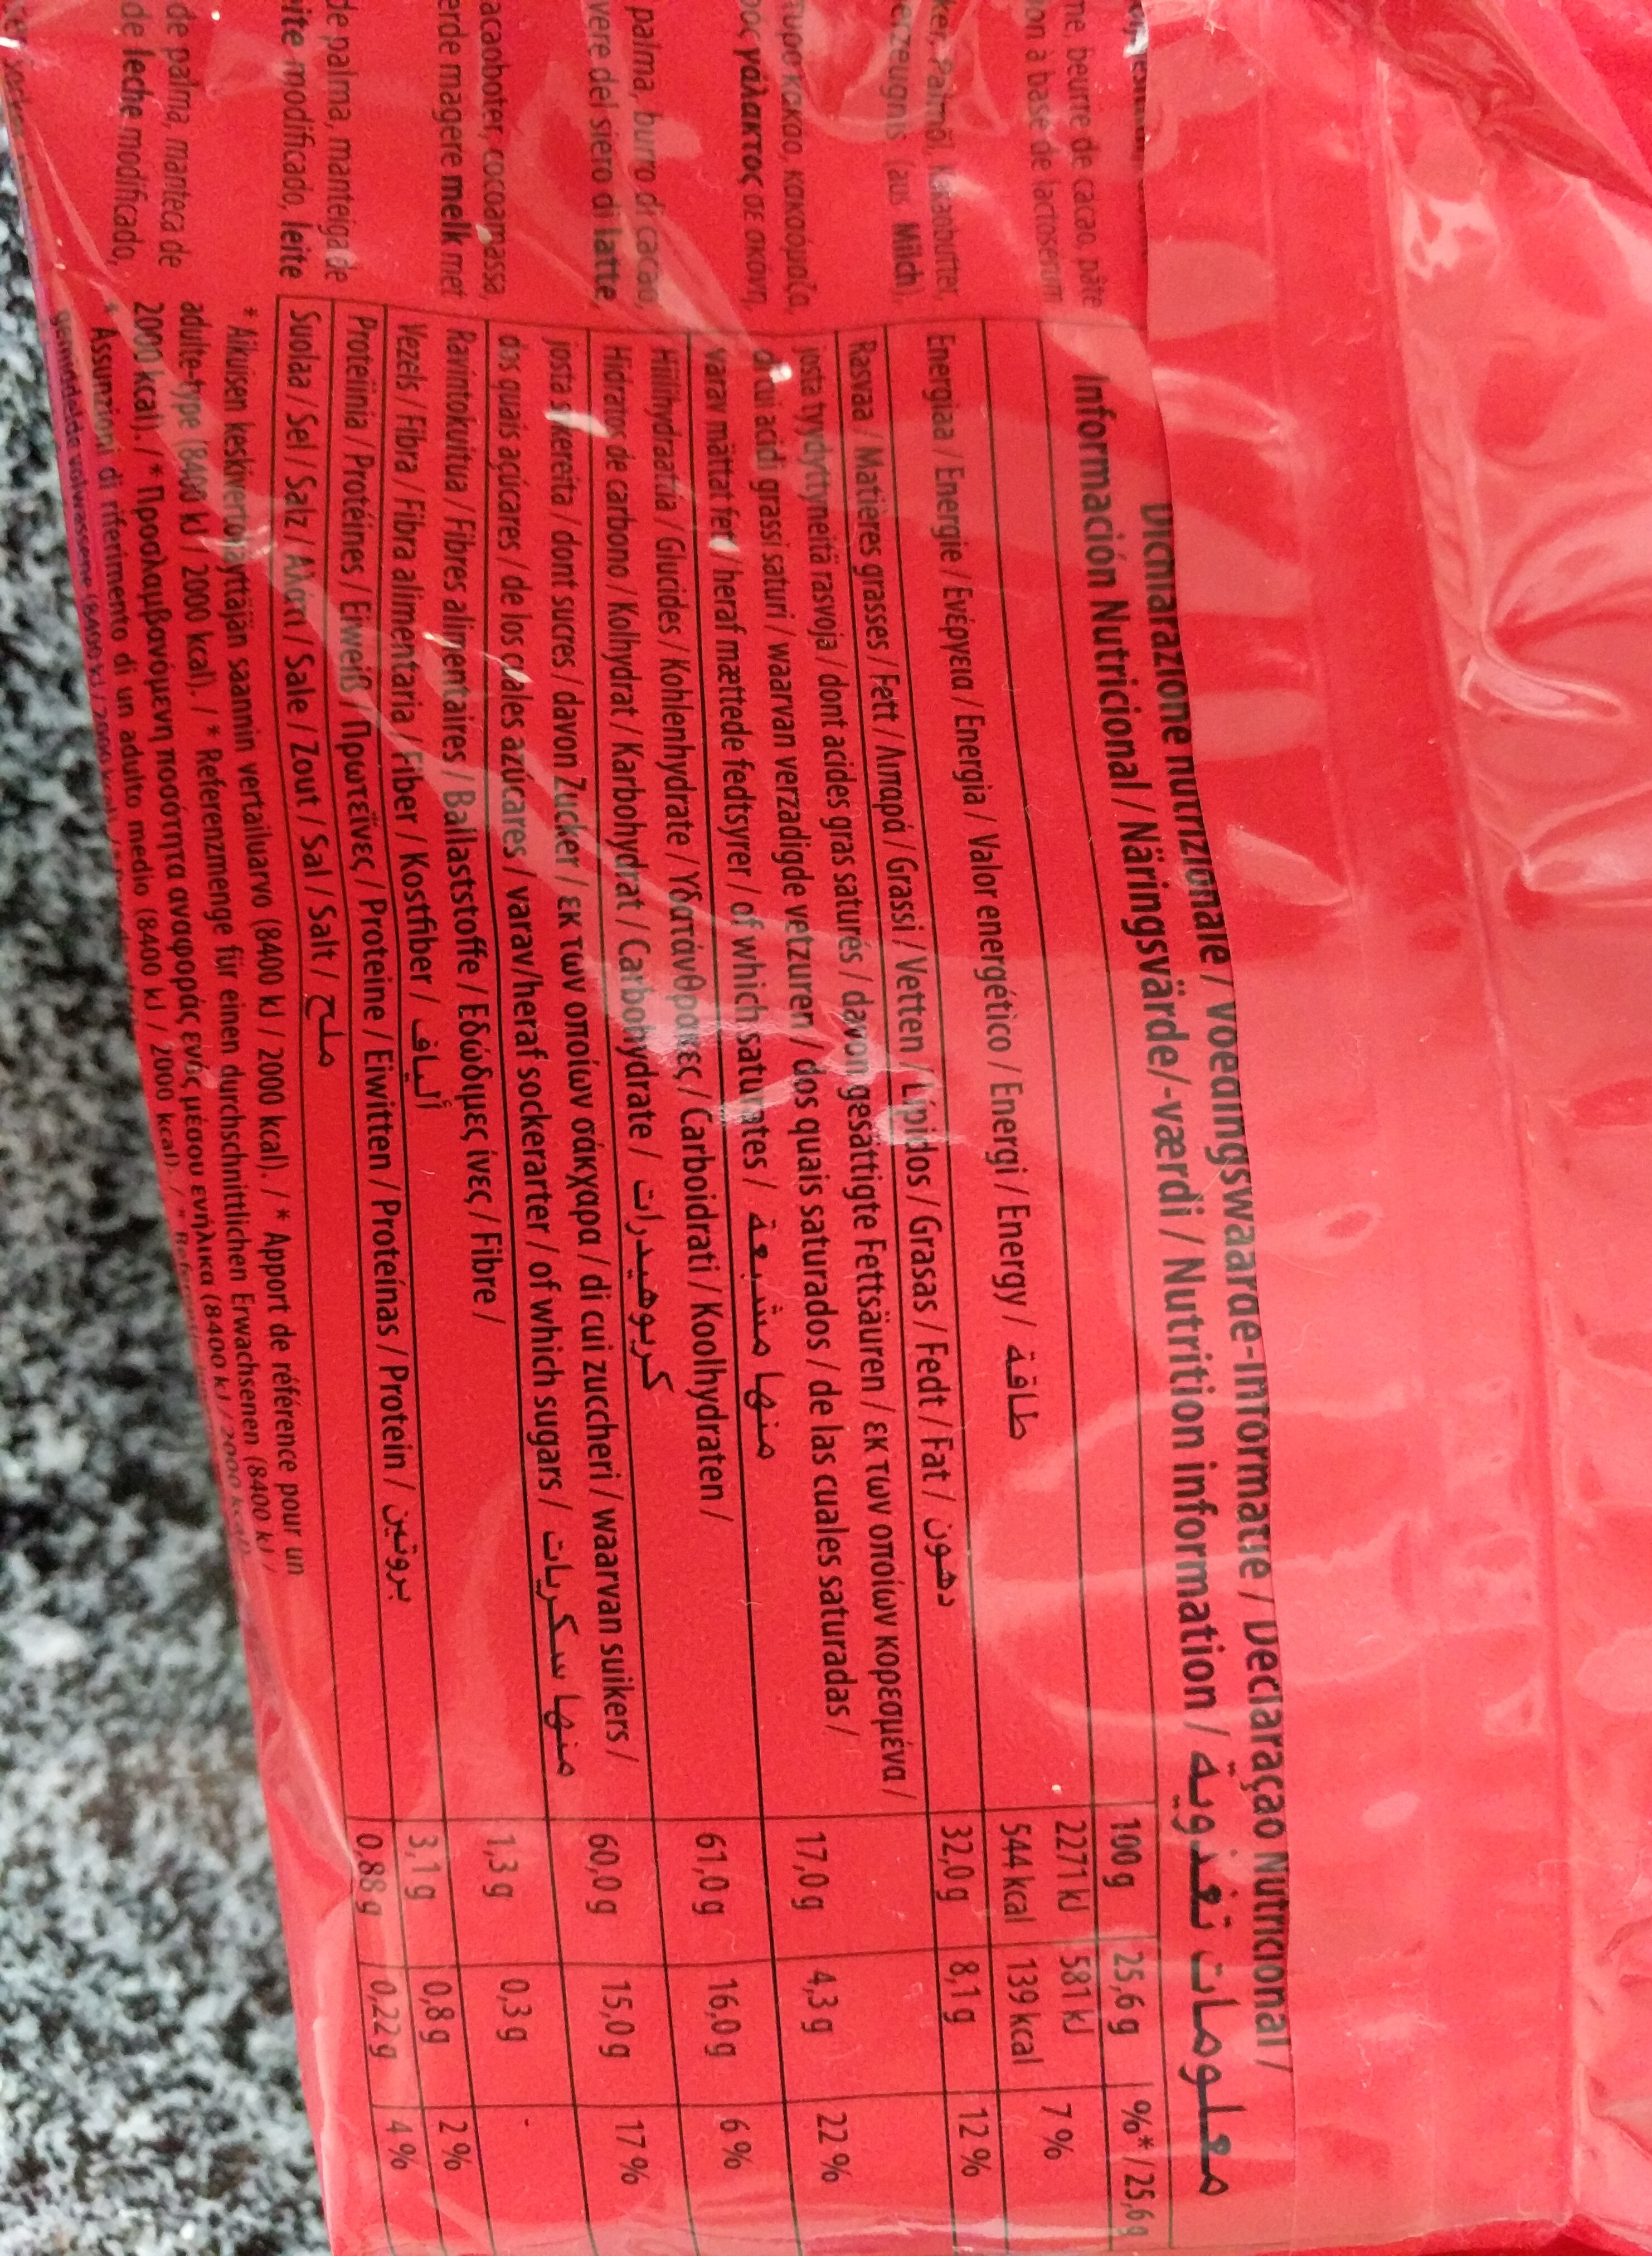 Dichiarazione nutrizionale / Voedingswaarde-informatie / Declaração Nutricional /
Información Nutricional / Näringsvärde/-værdi / Nutrition information / معلومات تغذوية
100 g 25,6 g %* / 25,6 g
Energiaa / Energie / Ενέργεια / Energia / Valor energético / Energi / Energy / طاقة 2271 kJ 581 kJ 7 %
544 kcal 139 kcal
Rasvaa / Matières grasses / Fett / Λιπαρά / Grassi / Vetten / Lípidos / Grasas / Fedt / Fat / دهون 32,0 g 8,1 g 12 %
josta tyydyttyneitä rasvoja / dont acides gras saturés / davon gesättigte Fettsäuren / εκ των οποίων κορεσμένα /
di cui acidi grassi saturi / waarvan verzadigde vetzuren / dos quais saturados / de las cuales saturadas / 17,0 g 4,3 g 22 %
varav mättat fett / heraf mættede fedtsyrer / of which saturates / منها مشبعة
Hiilihydraattia / Glucides / Kohlenhydrate / Υδατάνθρακες / Carboidrati / Koolhydraten / 61,0 g 16,0 g 6 %
Hidratos de carbono / Kolhydrat / Karbohydrat / Carbohydrate / كربوهيدرات
josta sokereita / dont sucres / davon Zucker / εκ των οποίων σάκχαρα / di cui zuccheri / waarvan suikers / 60,0 g 15,0 g 17 %
dos quais açúcares / de los cuales azúcares / varav/heraf sockerarter / of which sugars / منها سكريات
Ravintokuitua / Fibres alimentaires / Ballaststoffe / Εδώδιμες ίνες / Fibre / 1,3 g 0,3 g -
Vezels / Fibra / Fibra alimentaria / Fiber / Kostfiber / ألياف
Proteiinia / Protéines / Eiweiß / Πρωτεΐνες / Proteine / Eiwitten / Proteínas / Protein / بروتين 3,1 g 0,8 g 2 %
Suolaa / Sel / Salz / Αλάτι / Sale / Zout / Sal / Salt / ملح 0,88 g 0,22 g 4 %
* Aikuisen keskivertokäyttäjän saannin vertailuarvo (8400 kJ / 2000 kcal). / * Apport de référence pour un
adulte-type (8400 kJ / 2000 kcal). / * Referenzmenge für einen durchschnittlichen Erwachsenen (8400 kJ /
2000 kcal). / * Προσλαμβανόμενη ποσότητα αναφοράς ενός μέσου ενήλικα (8400 kJ / 2000 kcal).
* Assunzioni di riferimento di un adulto medio (8400 kJ / 2000 kcal). / *
gemiddelde volwassene (8400 kJ / 2000 kcal).
ne, beurre de cacao, pâte
à base de lactosérum
Palmöl, Kakaobutter,
(aus Milch),
κακάο, κακαόμαζα,
γάλακτος σε σκόνη,
palma, burro di cacao,
del siero di latte,
cacaoboter, cocoamassa,
magere melk met
de palma, manteiga de
modificado, leite
de palma, manteca de
de leche modificado,